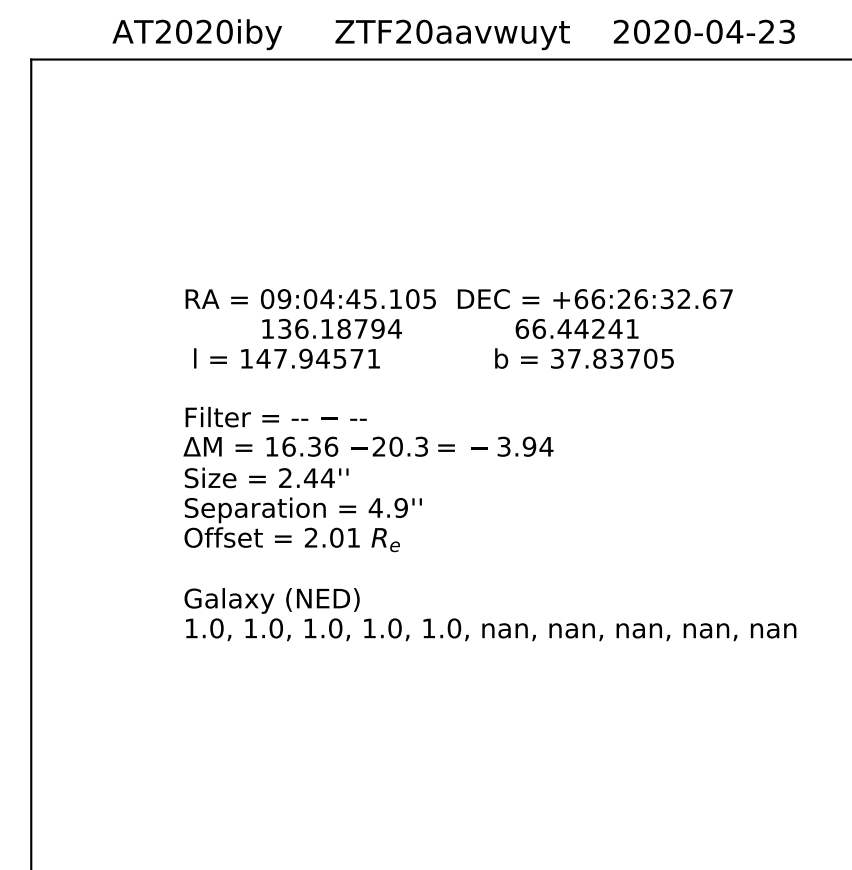 AT2020iby ZTF20aavwuyt 2020-04-23
RA = 09:04:45.105 DEC = +66:26:32.67
136.18794 66.44241
l = 147.94571 b = 37.83705
Filter = -- − --
ΔM = 16.36 −20.3 = − 3.94
Size = 2.44''
Separation = 4.9''
Offset = 2.01 Rₑ
Galaxy (NED)
1.0, 1.0, 1.0, 1.0, 1.0, nan, nan, nan, nan, nan